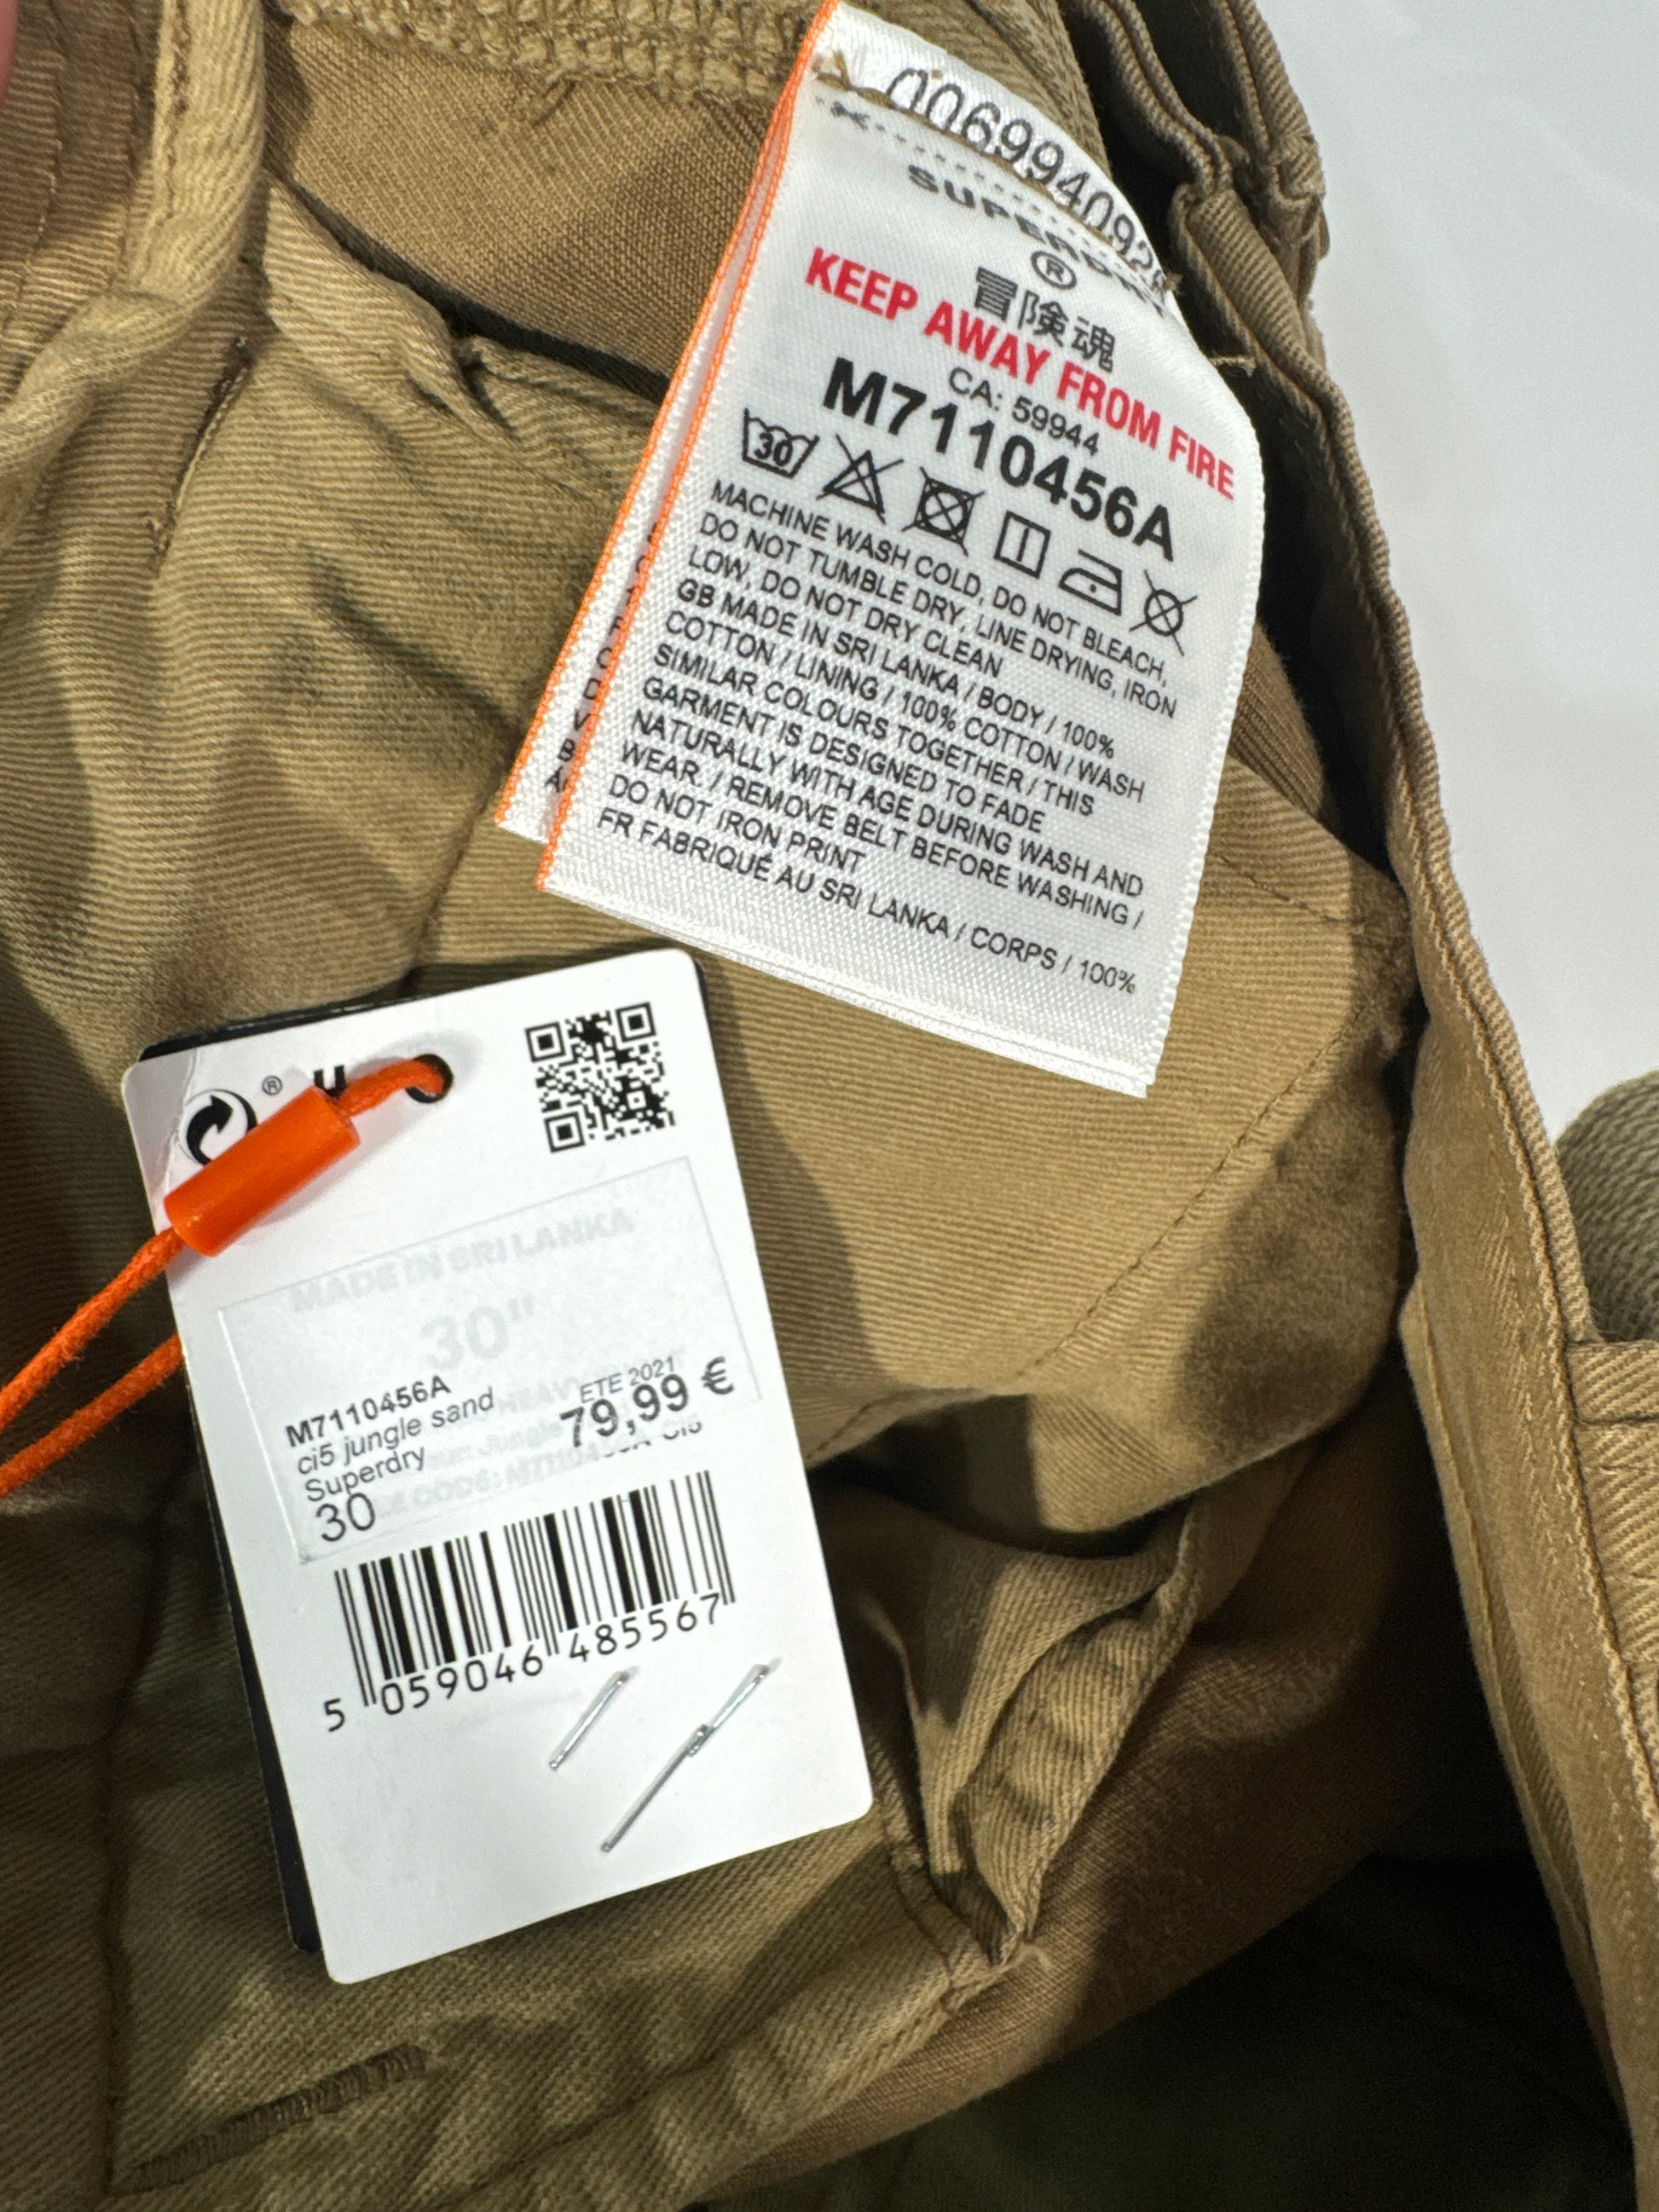 SUPERDRY
®
冒険魂
KEEP AWAY FROM FIRE
CA: 59944
M7110456A
30
MACHINE WASH COLD, DO NOT BLEACH,
DO NOT TUMBLE DRY, LINE DRYING, IRON
LOW, DO NOT DRY CLEAN
GB MADE IN SRI LANKA / BODY / 100%
COTTON / LINING / 100% COTTON / WASH
SIMILAR COLOURS TOGETHER / THIS
GARMENT IS DESIGNED TO FADE
NATURALLY WITH AGE DURING WASH AND
WEAR. / REMOVE BELT BEFORE WASHING /
DO NOT IRON PRINT
FR FABRIQUÉ AU SRI LANKA / CORPS / 100%
®
MADE IN SRI LANKA
30"
M7110456A
ETE 2021
ci5 jungle sand
79,99 €
Superdry
30
5 059046 485567